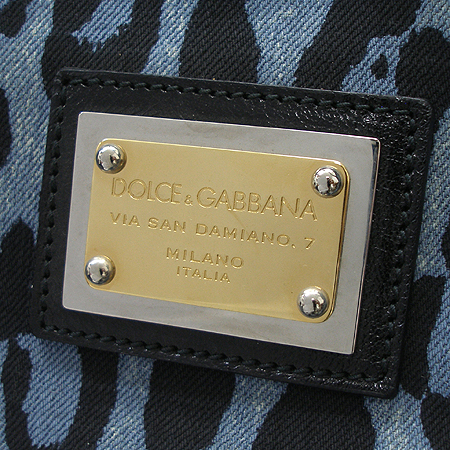 DOLCE & GABBANA
VIA SAN DAMIANO, 7
MILANO
ITALIA